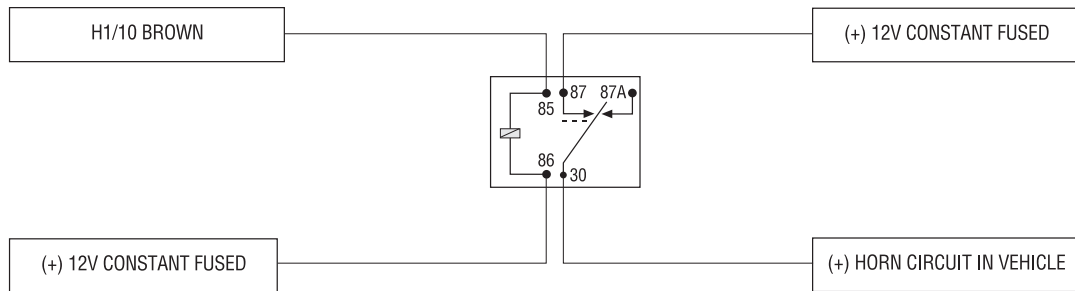 H1/10 BROWN
(+) 12V CONSTANT FUSED
87 87A
85
86
30
(+) 12V CONSTANT FUSED
(+) HORN CIRCUIT IN VEHICLE